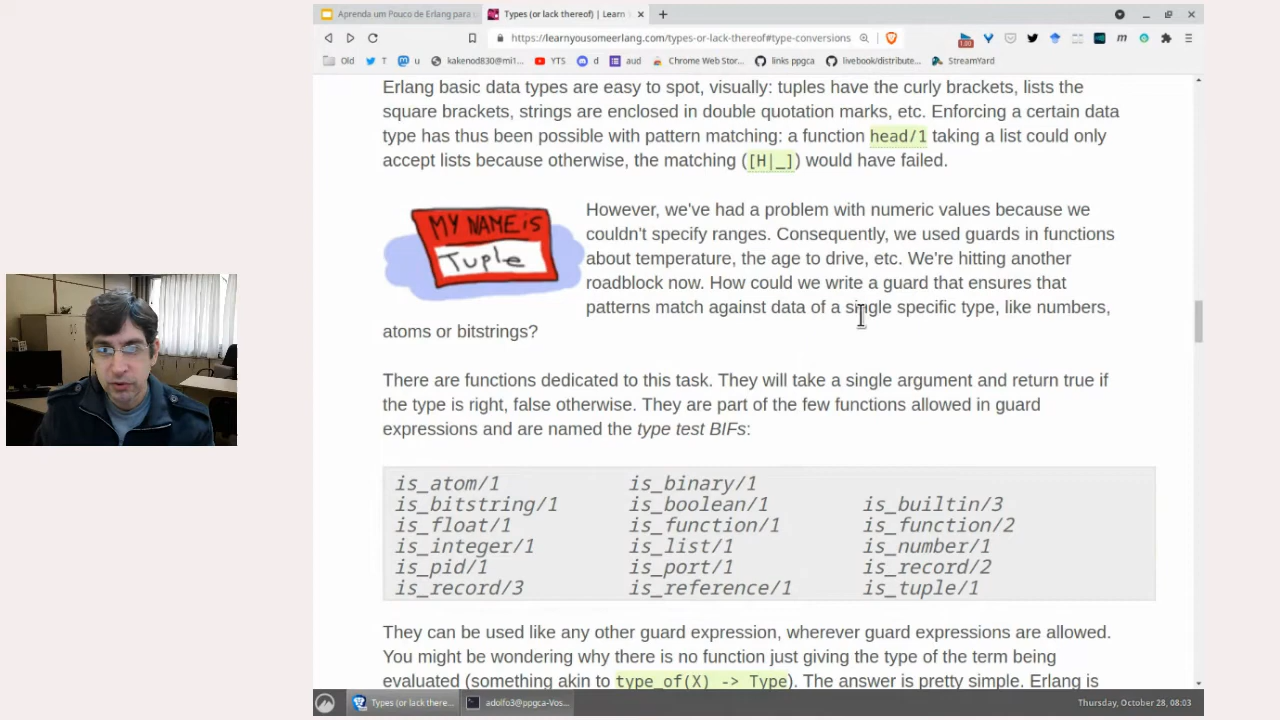 Aprenda um Pouco de Erlang para u
Types (or lack thereof) | Learn
https://learnyousomeerlang.com/types-or-lack-thereof#type-conversions
1.00
Old
T
u
kakenod830@mi1...
YTS
d
aud
Chrome Web Stor...
links ppgca
livebook/distribute...
StreamYard
Erlang basic data types are easy to spot, visually: tuples have the curly brackets, lists the
square brackets, strings are enclosed in double quotation marks, etc. Enforcing a certain data
type has thus been possible with pattern matching: a function head/1 taking a list could only
accept lists because otherwise, the matching ([H|_]) would have failed.
MY NAME iS
Tuple
However, we've had a problem with numeric values because we
couldn't specify ranges. Consequently, we used guards in functions
about temperature, the age to drive, etc. We're hitting another
roadblock now. How could we write a guard that ensures that
patterns match against data of a single specific type, like numbers,
atoms or bitstrings?
There are functions dedicated to this task. They will take a single argument and return true if
the type is right, false otherwise. They are part of the few functions allowed in guard
expressions and are named the type test BIFs:
is_atom/1 is_binary/1
is_bitstring/1 is_boolean/1 is_builtin/3
is_float/1 is_function/1 is_function/2
is_integer/1 is_list/1 is_number/1
is_pid/1 is_port/1 is_record/2
is_record/3 is_reference/1 is_tuple/1
They can be used like any other guard expression, wherever guard expressions are allowed.
You might be wondering why there is no function just giving the type of the term being
evaluated (something akin to type_of(X) -> Type). The answer is pretty simple. Erlang is
Types (or lack there...
adolfo3@ppgca-Vos...
Thursday, October 28, 08:03